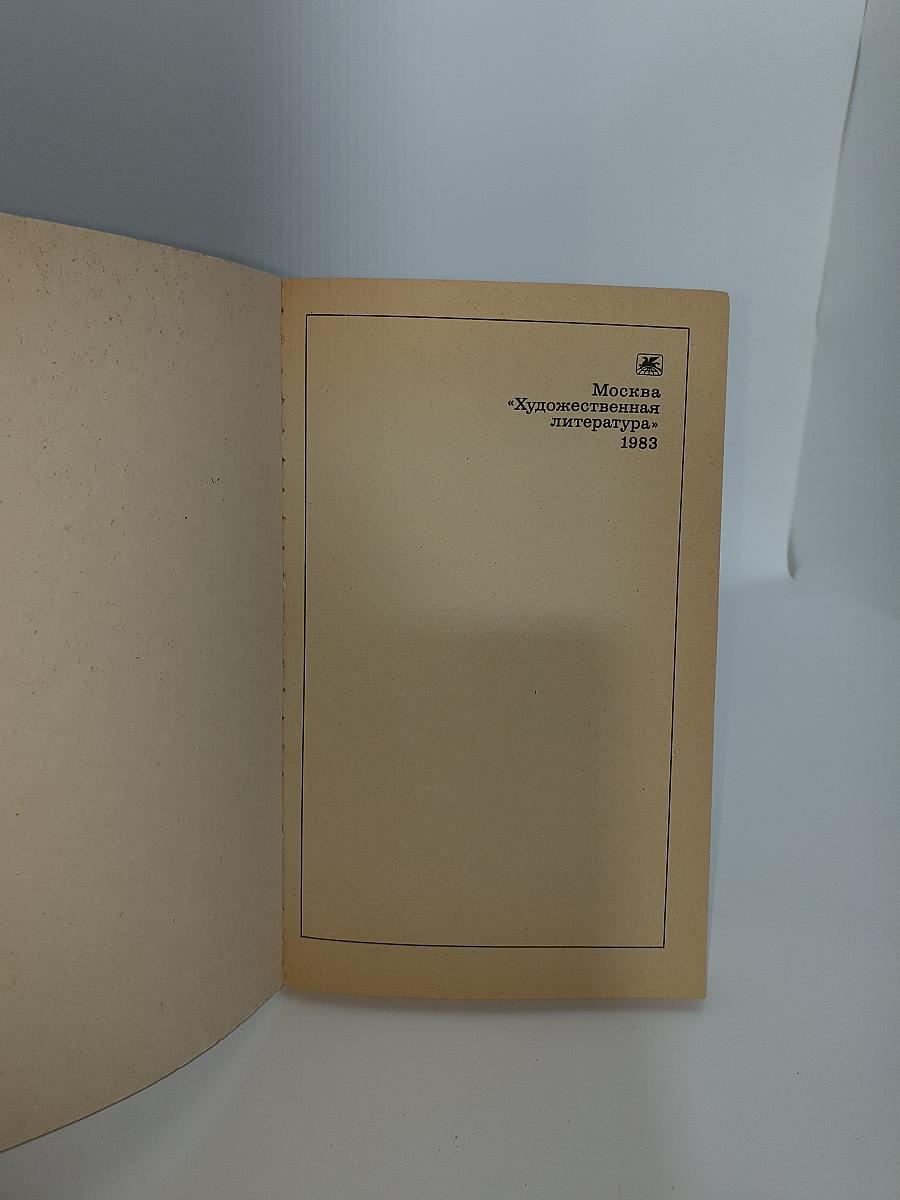 Москва
«Художественная
литература»
1983